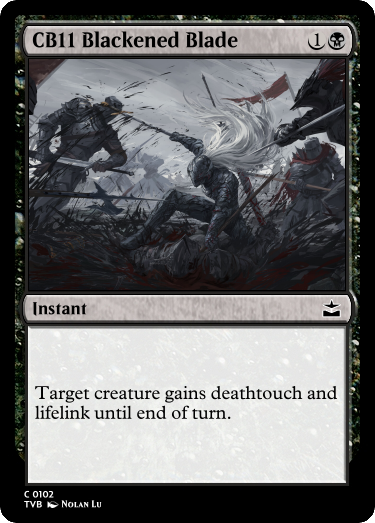 CB11 Blackened Blade 1
Instant
Target creature gains deathtouch and
lifelink until end of turn.
C 0102
TVB Nolan Lu